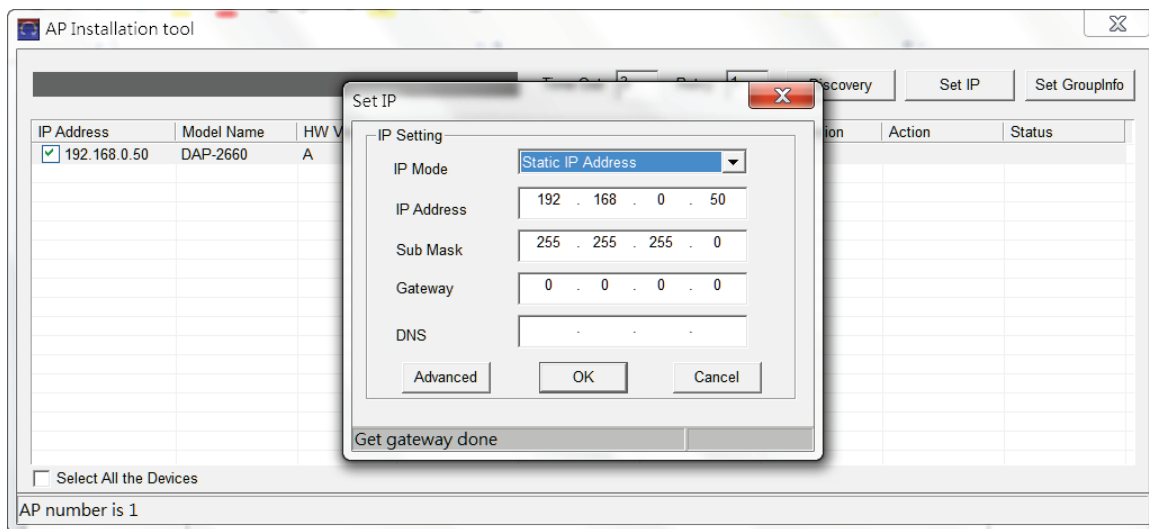 AP Installation tool
Discovery Set IP Set GroupInfo
Set IP
IP Address Model Name HW V Action Status
192.168.0.50 DAP-2660 A
IP Setting
IP Mode Static IP Address
IP Address 192 . 168 . 0 . 50
Sub Mask 255 . 255 . 255 . 0
Gateway 0 . 0 . 0 . 0
DNS . . .
Advanced OK Cancel
Get gateway done
Select All the Devices
AP number is 1